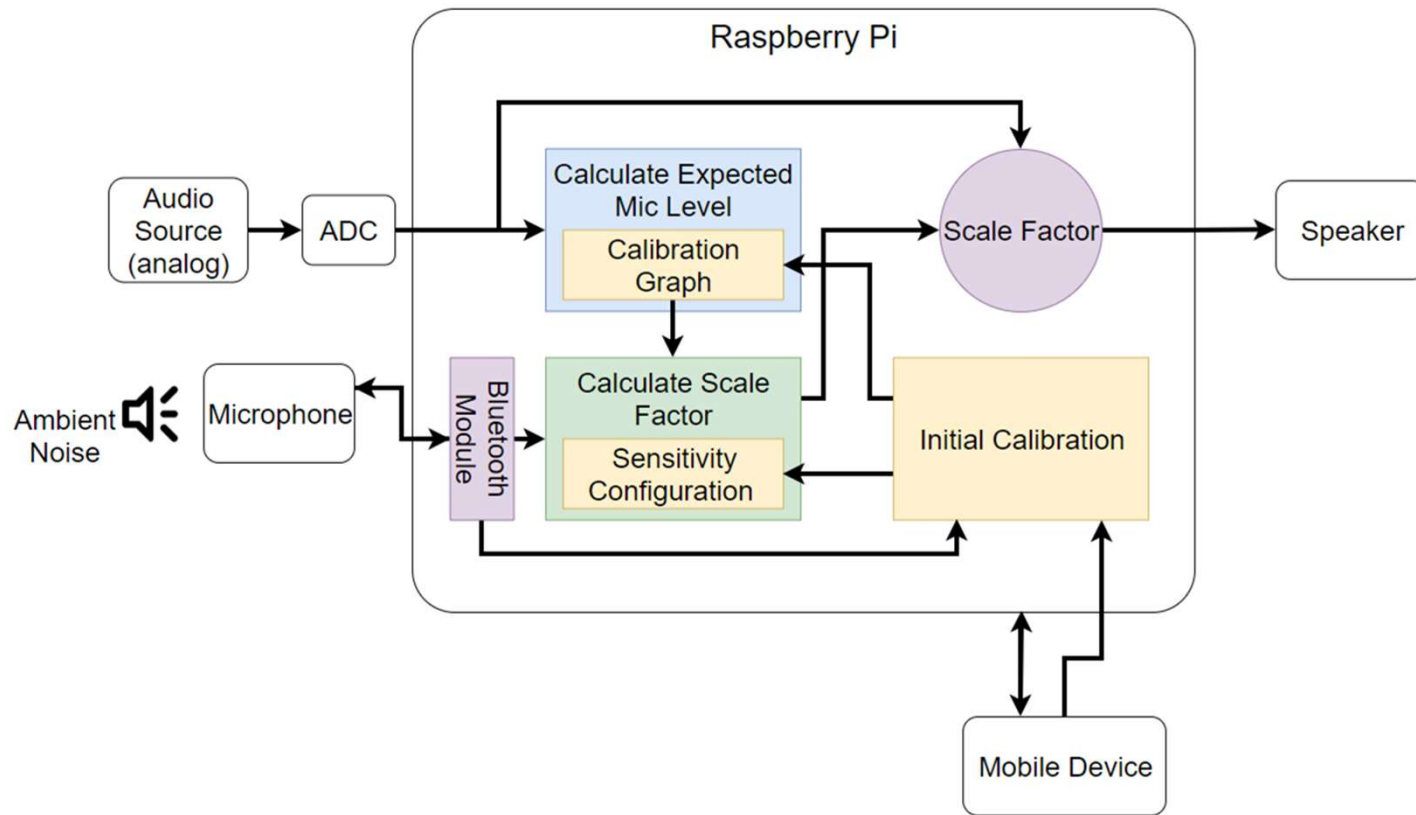 Raspberry Pi
Audio
Source
(analog)
ADC
Calculate Expected
Mic Level
Calibration
Graph
Scale Factor
Speaker
Ambient
Noise
Microphone
Bluetooth
Module
Calculate Scale
Factor
Sensitivity
Configuration
Initial Calibration
Mobile Device